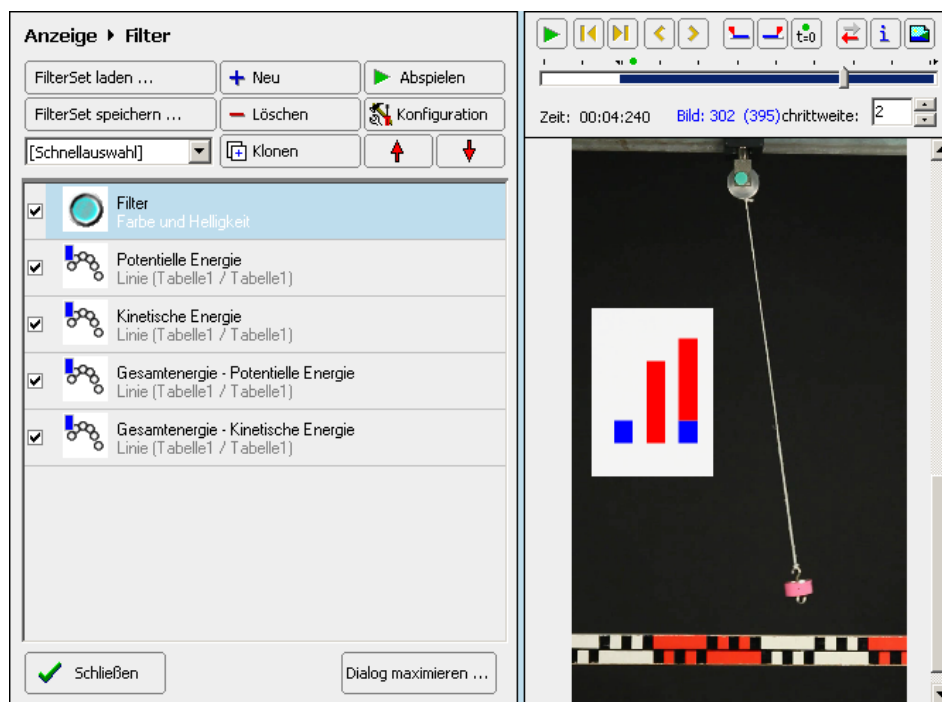 Anzeige Filter
FilterSet laden ...
Neu
Abspielen
FilterSet speichern ...
Löschen
Konfiguration
[Schnellauswahl]
Klonen
Filter
Farbe und Helligkeit
Potentielle Energie
Linie (Tabelle1 / Tabelle1)
Kinetische Energie
Linie (Tabelle1 / Tabelle1)
Gesamtenergie - Potentielle Energie
Linie (Tabelle1 / Tabelle1)
Gesamtenergie - Kinetische Energie
Linie (Tabelle1 / Tabelle1)
Schließen
Dialog maximieren ...
t=0
i
Zeit: 00:04:240 Bild: 302 (395) chrittweite: 2